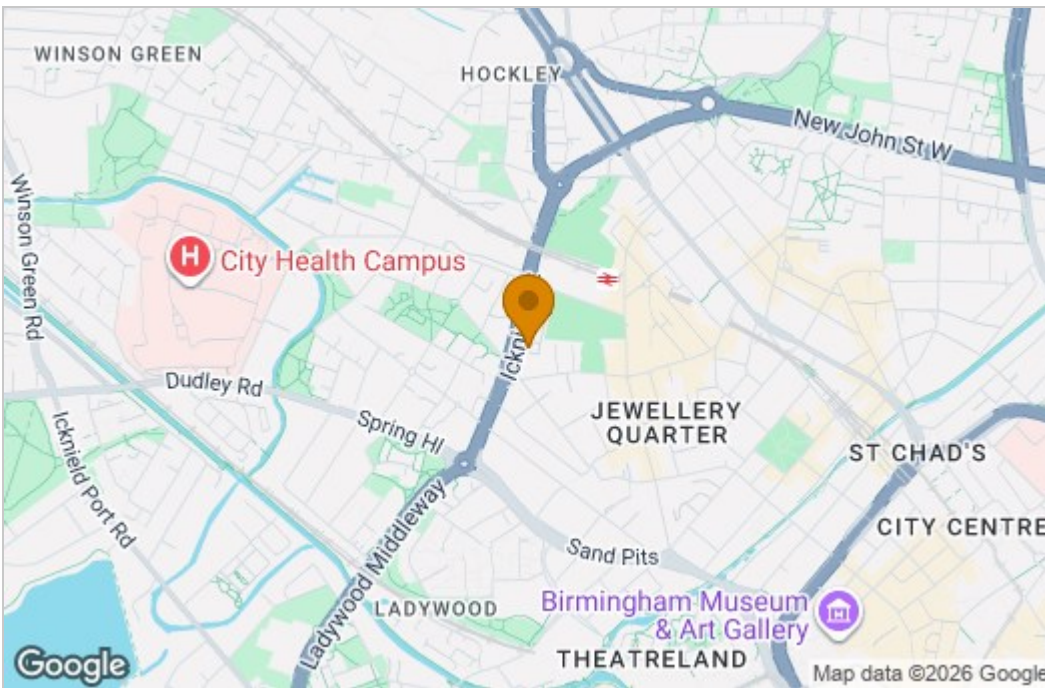 WINSON GREEN
HOCKLEY
New John St W
Winson Green Rd
H
City Health Campus
Dudley Rd
Spring Hl
JEWELLERY
QUARTER
ST CHAD'S
Icknield Port Rd
Ladywood Middleway
CITY CENTRE
Sand Pits
LADYWOOD
Birmingham Museum
& Art Gallery
THEATRELAND
Google
Map data ©2026 Google